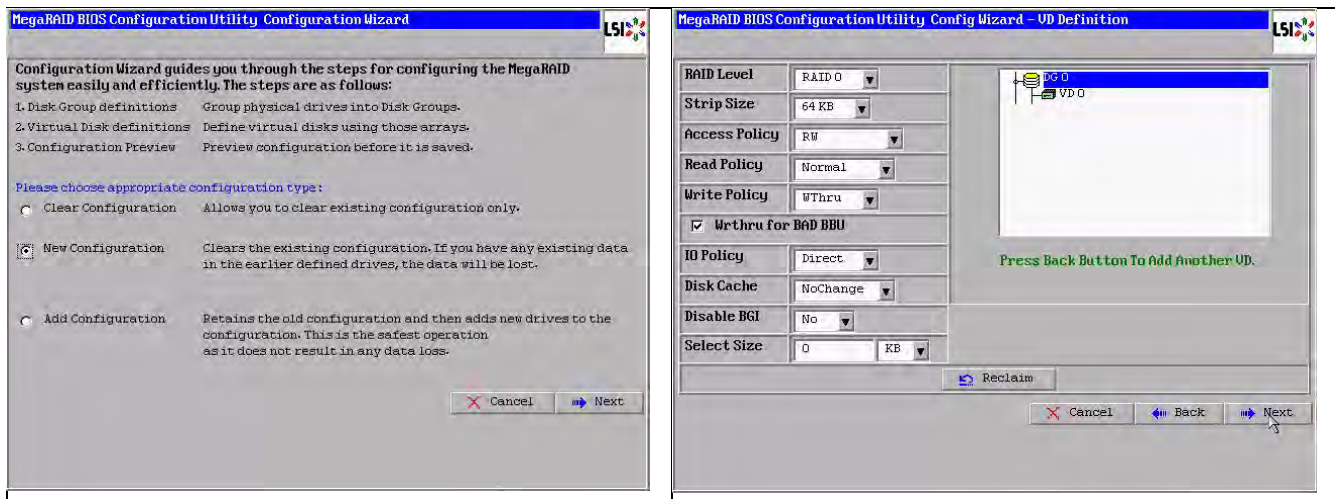 MegaRAID BIOS Configuration Utility Configuration Wizard
LSI
Configuration Wizard guides you through the steps for configuring the MegaRAID
system easily and efficiently. The steps are as follows:
1. Disk Group definitions Group physical drives into Disk Groups.
2. Virtual Disk definitions Define virtual disks using those arrays.
3. Configuration Preview Preview configuration before it is saved.
Please choose appropriate configuration type:
Clear Configuration Allows you to clear existing configuration only.
New Configuration Clears the existing configuration. If you have any existing data
in the earlier defined drives, the data will be lost.
Add Configuration Retains the old configuration and then adds new drives to the
configuration. This is the safest operation
as it does not result in any data loss.
Cancel Next
MegaRAID BIOS Configuration Utility Config Wizard - VD Definition
LSI
RAID Level RAID 0
Strip Size 64 KB
Access Policy RW
Read Policy Normal
Write Policy WThru
Wrthru for BAD BBU
IO Policy Direct
Disk Cache NoChange
Disable BGI No
Select Size 0 KB
DG 0
VD 0
Press Back Button To Add Another VD.
Reclaim
Cancel Back Next